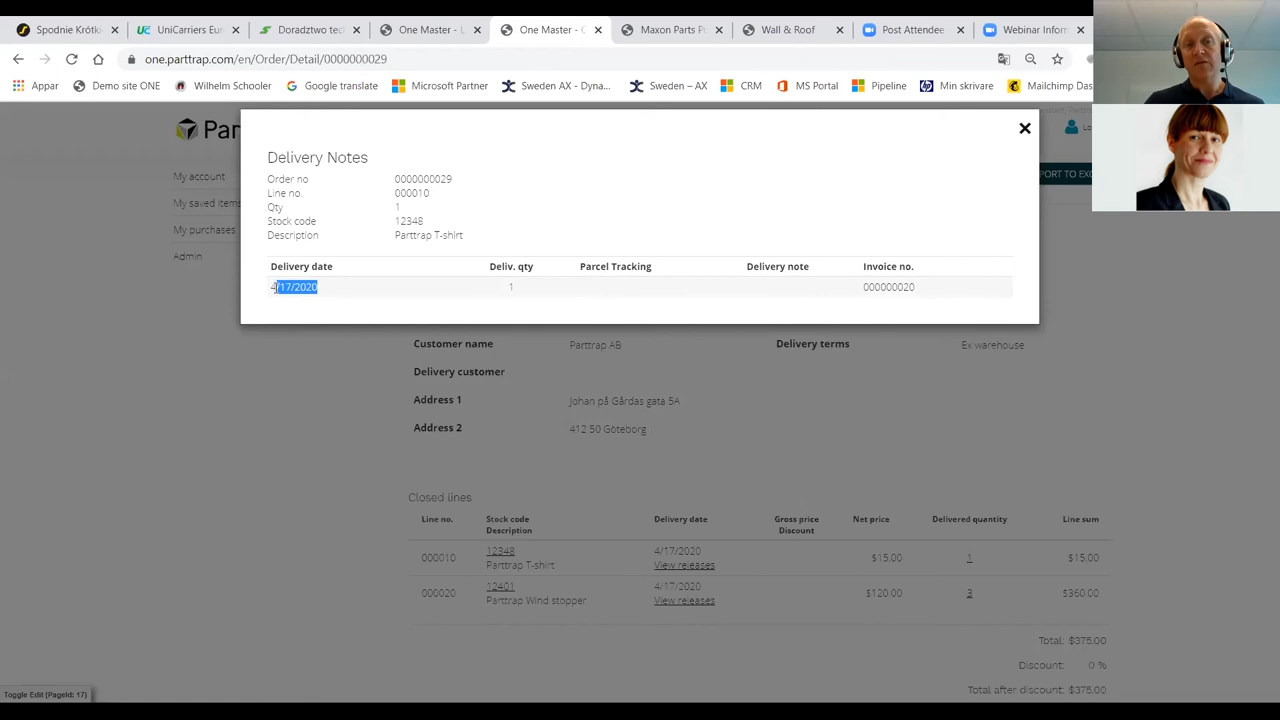 Spodnie Krótk
UniCarriers Eur
Doradztwo tec
One Master - L
One Master - C
Maxon Parts P
Wall & Roof
Post Attendee
Webinar Inform
one.parttrap.com/en/Order/Detail/0000000029
Appar
Demo site ONE
Wilhelm Schooler
Google translate
Microsoft Partner
Sweden AX - Dyna...
Sweden – AX
CRM
MS Portal
Pipeline
Min skrivare
Mailchimp Das
Par
Lo
My account
My saved items
My purchases
Admin
PORT TO EXC
Delivery Notes
Order no 0000000029
Line no. 000010
Qty 1
Stock code 12348
Description Parttrap T-shirt
Delivery date Deliv. qty Parcel Tracking Delivery note Invoice no.
4/17/2020 1 000000020
Customer name Parttrap AB Delivery terms Ex warehouse
Delivery customer
Address 1 Johan på Gårdas gata 5A
Address 2 412 50 Göteborg
Closed lines
Line no. Stock code Delivery date Gross price Net price Delivered quantity Line sum
Description Discount
000010 12348 4/17/2020 $15.00 1 $15.00
Parttrap T-shirt View releases
000020 12401 4/17/2020 $120.00 3 $360.00
Parttrap Wind stopper View releases
Total: $375.00
Discount: 0 %
Total after discount: $375.00
Toggle Edit [PageId: 17]